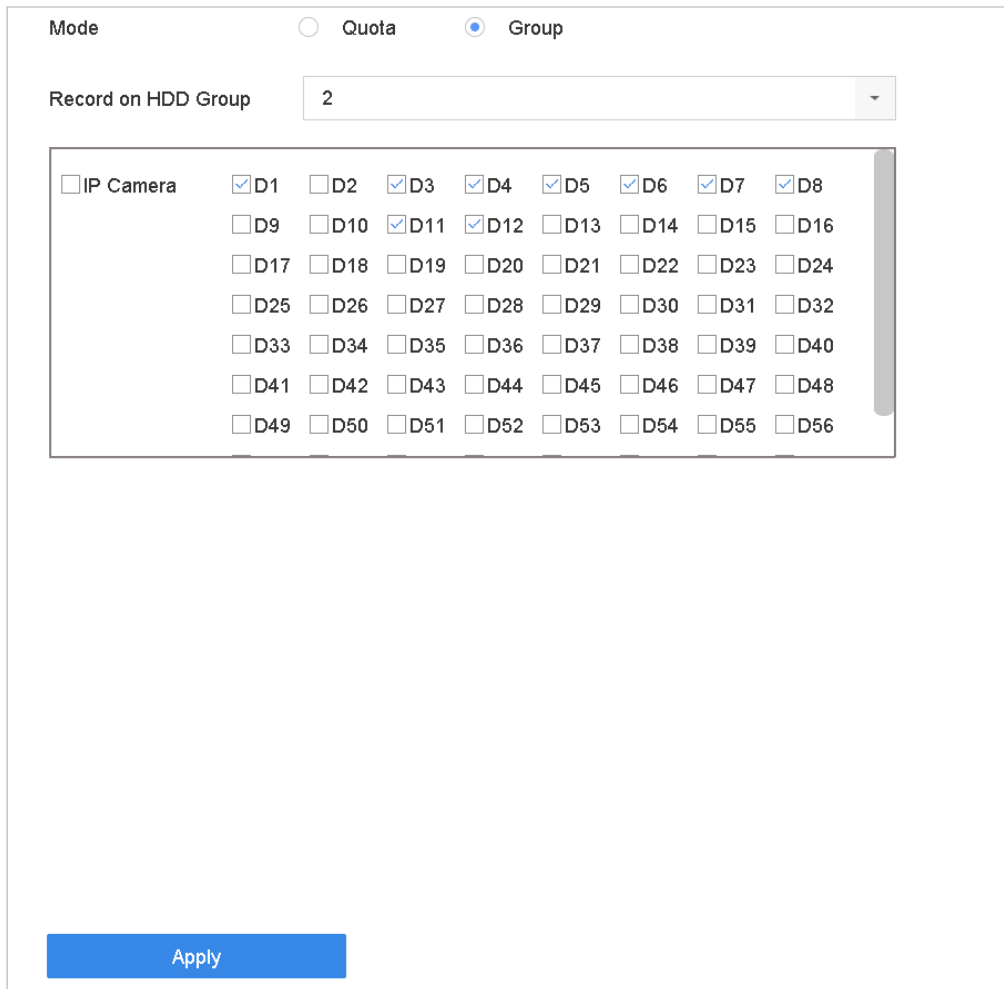 Mode Quota Group
Record on HDD Group 2
IP Camera D1 D2 D3 D4 D5 D6 D7 D8
D9 D10 D11 D12 D13 D14 D15 D16
D17 D18 D19 D20 D21 D22 D23 D24
D25 D26 D27 D28 D29 D30 D31 D32
D33 D34 D35 D36 D37 D38 D39 D40
D41 D42 D43 D44 D45 D46 D47 D48
D49 D50 D51 D52 D53 D54 D55 D56
Apply